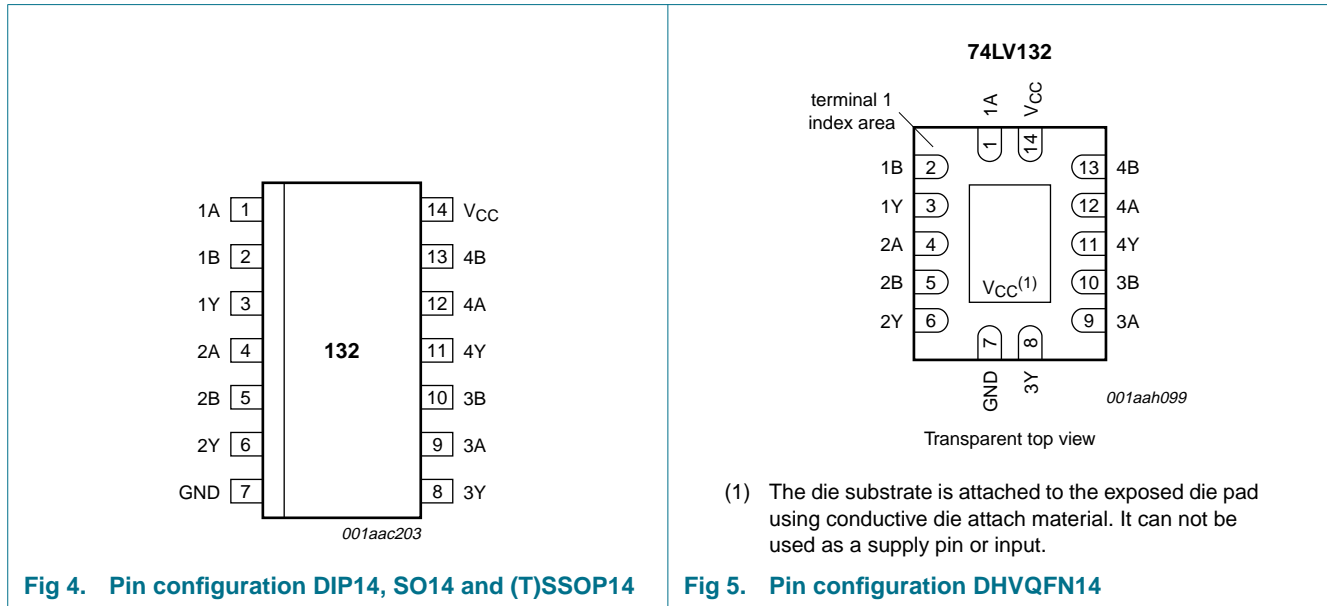 1A 1 14 VCC
1B 2 13 4B
1Y 3 12 4A
2A 4 132 11 4Y
2B 5 10 3B
2Y 6 9 3A
GND 7 8 3Y
001aac203
Fig 4. Pin configuration DIP14, SO14 and (T)SSOP14
74LV132
terminal 1
index area
1A VCC
1 14
1B 2 13 4B
1Y 3 12 4A
2A 4 11 4Y
2B 5 VCC(1) 10 3B
2Y 6 9 3A
7 8
GND 3Y
001aah099
Transparent top view
(1) The die substrate is attached to the exposed die pad
using conductive die attach material. It can not be
used as a supply pin or input.
Fig 5. Pin configuration DHVQFN14